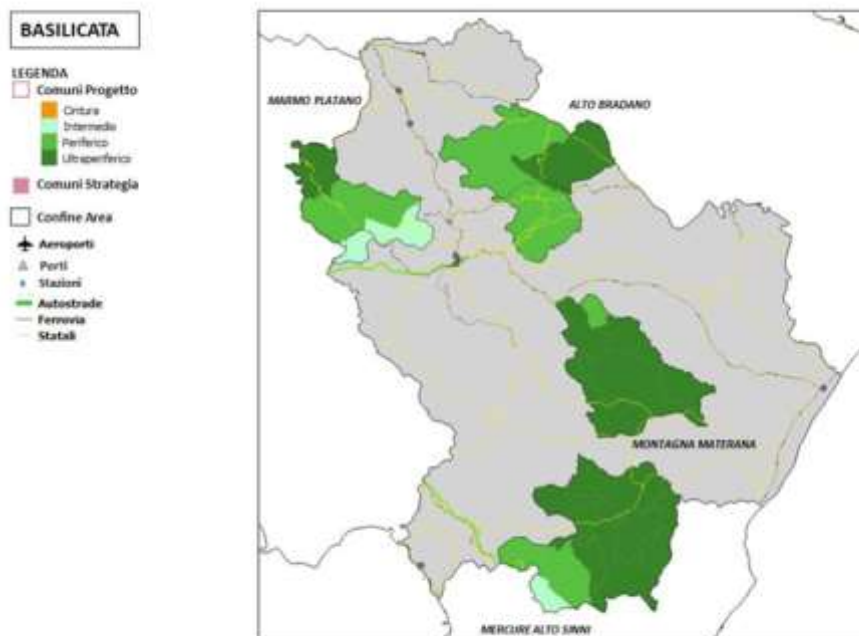 BASILICATA
LEGENDA
Comuni Progetto
Cintura
Intermedio
Periferico
Ultraperiferico
Comuni Strategia
Confine Area
Aeroporti
Porti
Stazioni
Autostrade
Ferrovia
Statali
MARMO PLATANO
ALTO BRADANO
MONTAGNA MATERANA
MERCURE ALTO SINNI